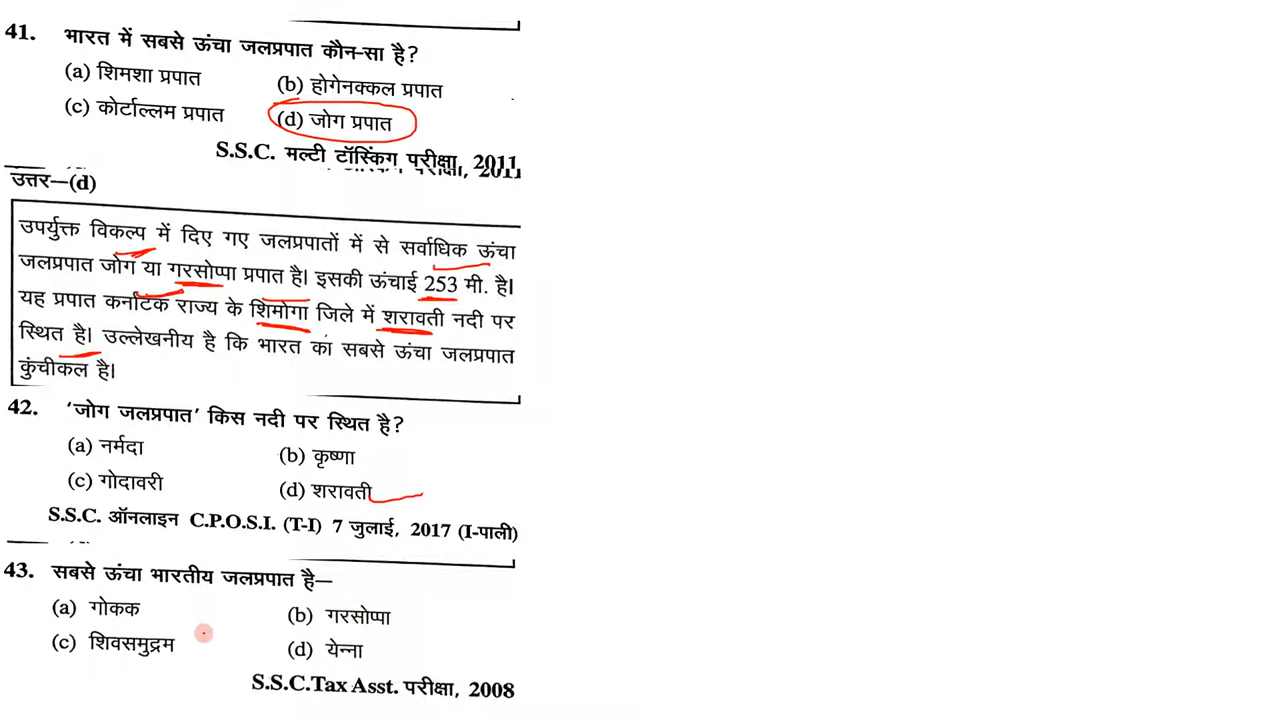 41. भारत में सबसे ऊंचा जलप्रपात कौन-सा है?
(a) शिमशा प्रपात (b) होगेनक्कल प्रपात
(c) कोर्टाल्लम प्रपात (d) जोग प्रपात
S.S.C. मल्टी टॉस्किंग परीक्षा, 2011
उत्तर—(d)
उपर्युक्त विकल्प में दिए गए जलप्रपातों में से सर्वाधिक ऊंचा
जलप्रपात जोग या गरसोप्पा प्रपात है। इसकी ऊंचाई 253 मी. है।
यह प्रपात कर्नाटक राज्य के शिमोगा जिले में शरावती नदी पर
स्थित है। उल्लेखनीय है कि भारत का सबसे ऊंचा जलप्रपात
कुंचीकल है।
42. 'जोग जलप्रपात' किस नदी पर स्थित है?
(a) नर्मदा (b) कृष्णा
(c) गोदावरी (d) शरावती
S.S.C. ऑनलाइन C.P.O.S.I. (T-I) 7 जुलाई, 2017 (I-पाली)
43. सबसे ऊंचा भारतीय जलप्रपात है—
(a) गोकक (b) गरसोप्पा
(c) शिवसमुद्रम (d) येन्ना
S.S.C.Tax Asst. परीक्षा, 2008